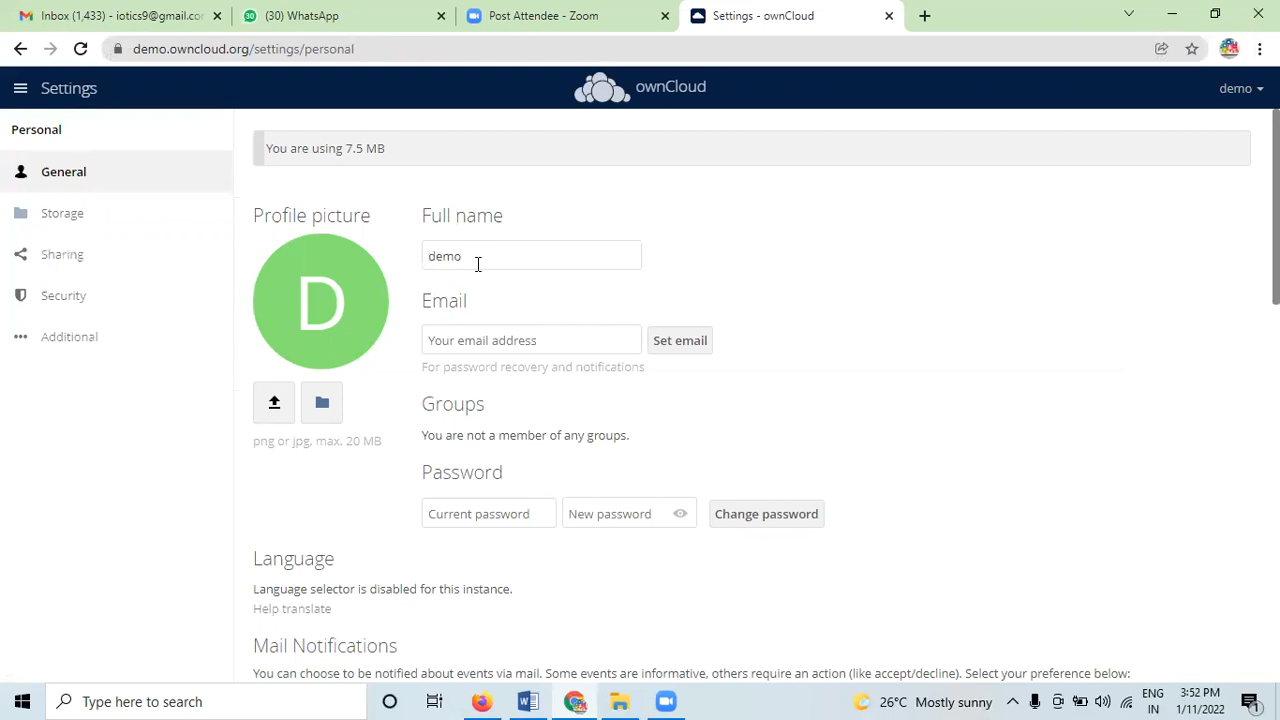 Inbox (1,433) - iotics9@gmail.cor
30 (30) WhatsApp
Post Attendee - Zoom
Settings - ownCloud
demo.owncloud.org/settings/personal
Settings
ownCloud
demo
Personal
General
Storage
Sharing
Security
Additional
You are using 7.5 MB
Profile picture
D
png or jpg, max. 20 MB
Full name
demo
Email
Your email address
Set email
For password recovery and notifications
Groups
You are not a member of any groups.
Password
Current password
New password
Change password
Language
Language selector is disabled for this instance.
Help translate
Mail Notifications
You can choose to be notified about events via mail. Some events are informative, others require an action (like accept/decline). Select your preference below:
Type here to search
26°C Mostly sunny
ENG
IN
3:52 PM
1/11/2022
1